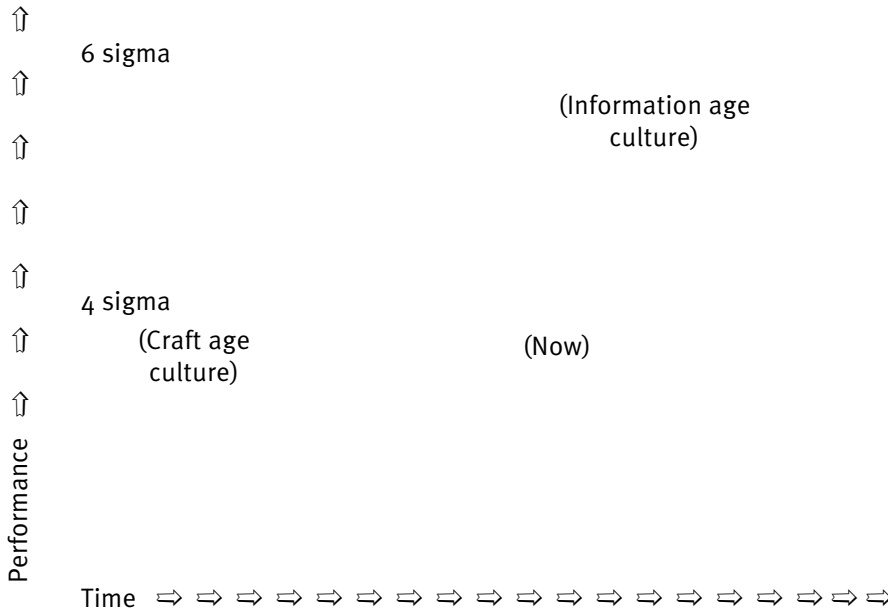 6 sigma
(Information age
culture)
4 sigma
(Craft age
culture)
(Now)
Performance
Time